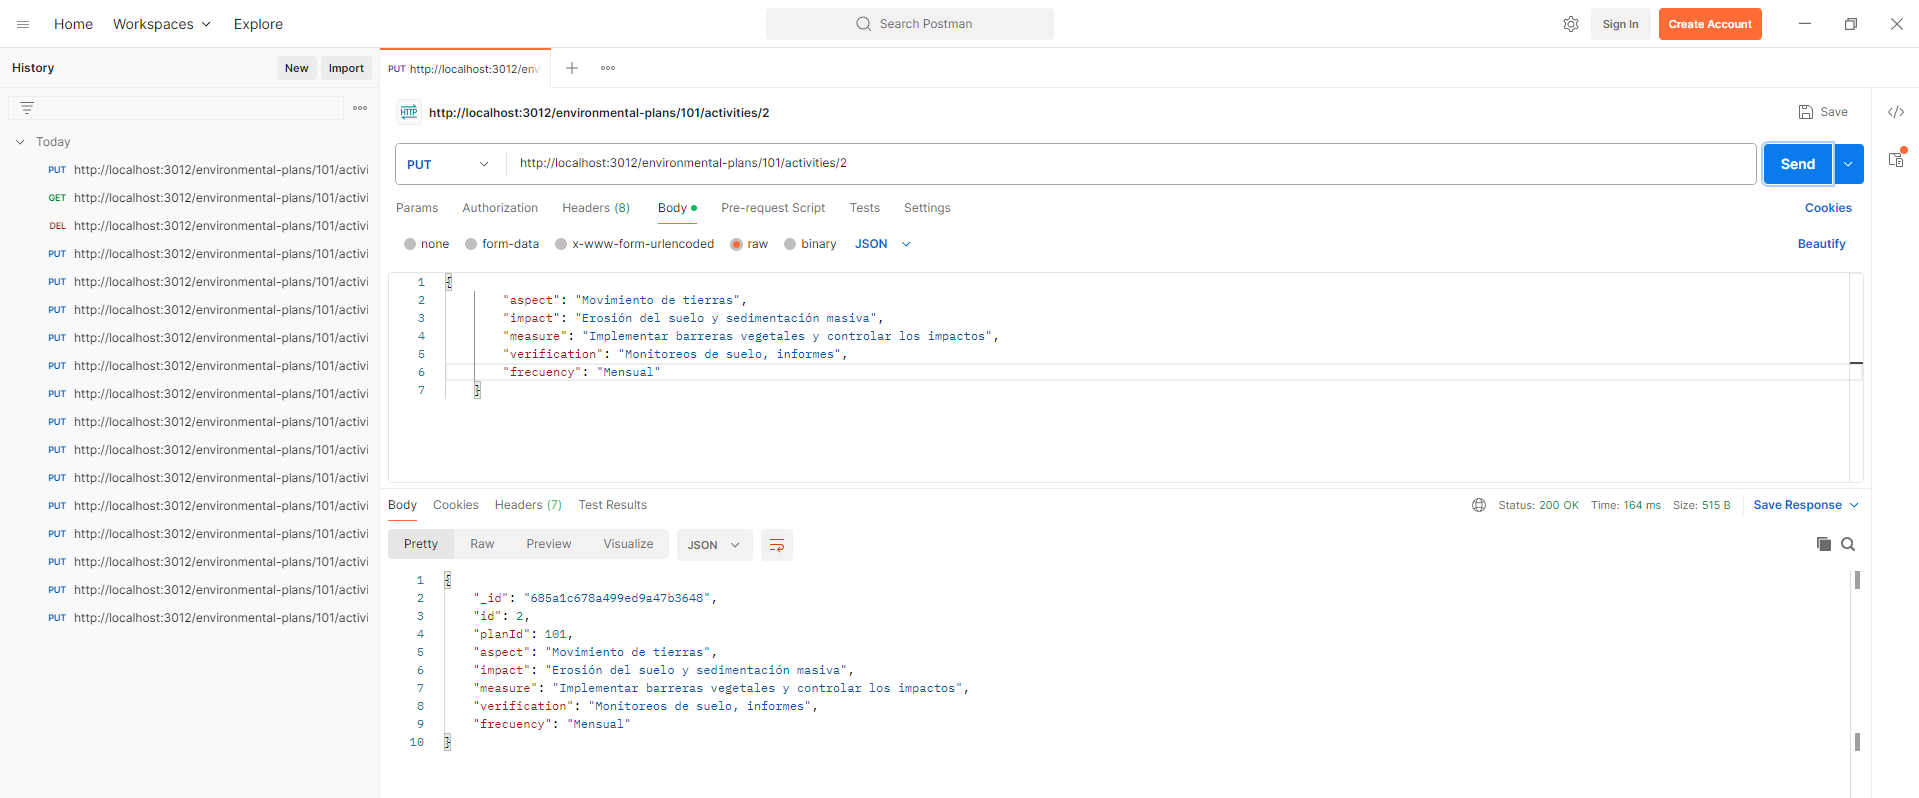 Home Workspaces Explore Search Postman Sign In Create Account
History New Import
PUT http://localhost:3012/env
HTTP http://localhost:3012/environmental-plans/101/activities/2 Save
Today
PUT http://localhost:3012/environmental-plans/101/activi
GET http://localhost:3012/environmental-plans/101/activi
DEL http://localhost:3012/environmental-plans/101/activi
PUT http://localhost:3012/environmental-plans/101/activi
PUT http://localhost:3012/environmental-plans/101/activi
PUT http://localhost:3012/environmental-plans/101/activi
PUT http://localhost:3012/environmental-plans/101/activi
PUT http://localhost:3012/environmental-plans/101/activi
PUT http://localhost:3012/environmental-plans/101/activi
PUT http://localhost:3012/environmental-plans/101/activi
PUT http://localhost:3012/environmental-plans/101/activi
PUT http://localhost:3012/environmental-plans/101/activi
PUT http://localhost:3012/environmental-plans/101/activi
PUT http://localhost:3012/environmental-plans/101/activi
PUT http://localhost:3012/environmental-plans/101/activi
PUT http://localhost:3012/environmental-plans/101/activi
PUT http://localhost:3012/environmental-plans/101/activi
PUT http://localhost:3012/environmental-plans/101/activities/2 Send
Params Authorization Headers (8) Body Pre-request Script Tests Settings Cookies
none form-data x-www-form-urlencoded raw binary JSON Beautify
1 {
2 "aspect": "Movimiento de tierras",
3 "impact": "Erosión del suelo y sedimentación masiva",
4 "measure": "Implementar barreras vegetales y controlar los impactos",
5 "verification": "Monitoreos de suelo, informes",
6 "frecuency": "Mensual"
7 }
Body Cookies Headers (7) Test Results Status: 200 OK Time: 164 ms Size: 515 B Save Response
Pretty Raw Preview Visualize JSON
1 {
2 "_id": "685a1c678a499ed9a47b3648",
3 "id": 2,
4 "planId": 101,
5 "aspect": "Movimiento de tierras",
6 "impact": "Erosión del suelo y sedimentación masiva",
7 "measure": "Implementar barreras vegetales y controlar los impactos",
8 "verification": "Monitoreos de suelo, informes",
9 "frecuency": "Mensual"
10 }